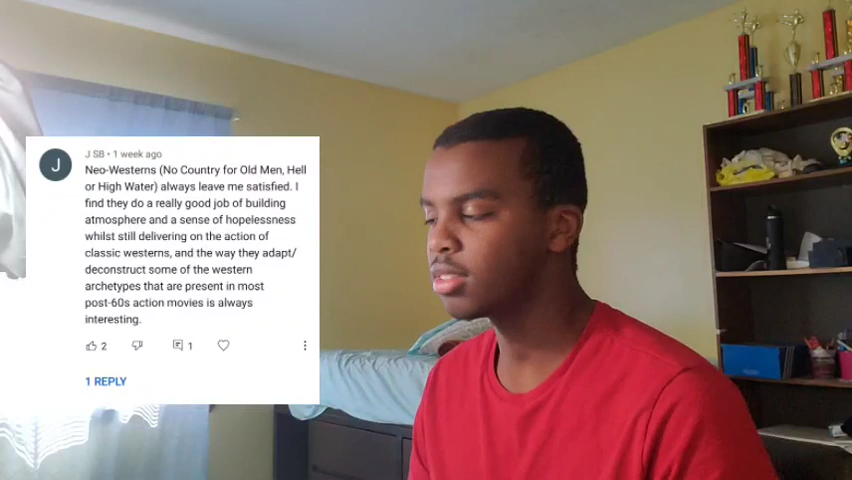 J
J SB • 1 week ago
Neo-Westerns (No Country for Old Men, Hell
or High Water) always leave me satisfied. I
find they do a really good job of building
atmosphere and a sense of hopelessness
whilst still delivering on the action of
classic westerns, and the way they adapt/
deconstruct some of the western
archetypes that are present in most
post-60s action movies is always
interesting.
2
1
1 REPLY